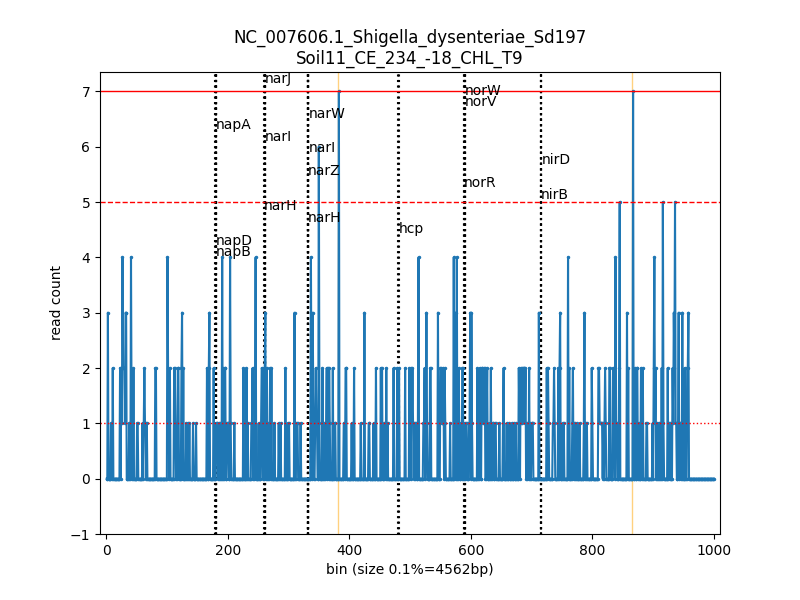 NC_007606.1_Shigella_dysenteriae_Sd197
Soil11_CE_234_-18_CHL_T9
narJ
norW
norV
narW
napA
narI
narI
nirD
narZ
norR
nirB
narH
narH
hcp
napD
napB
7
6
5
4
3
2
1
0
−1
read count
0
200
400
600
800
1000
bin (size 0.1%=4562bp)